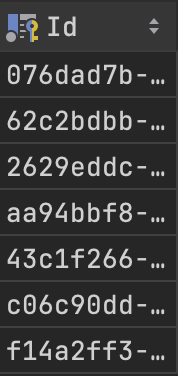 Id
076dad7b-…
62c2bdbb-…
2629eddc-…
aa94bbf8-…
43c1f266-…
c06c90dd-…
f14a2ff3-…